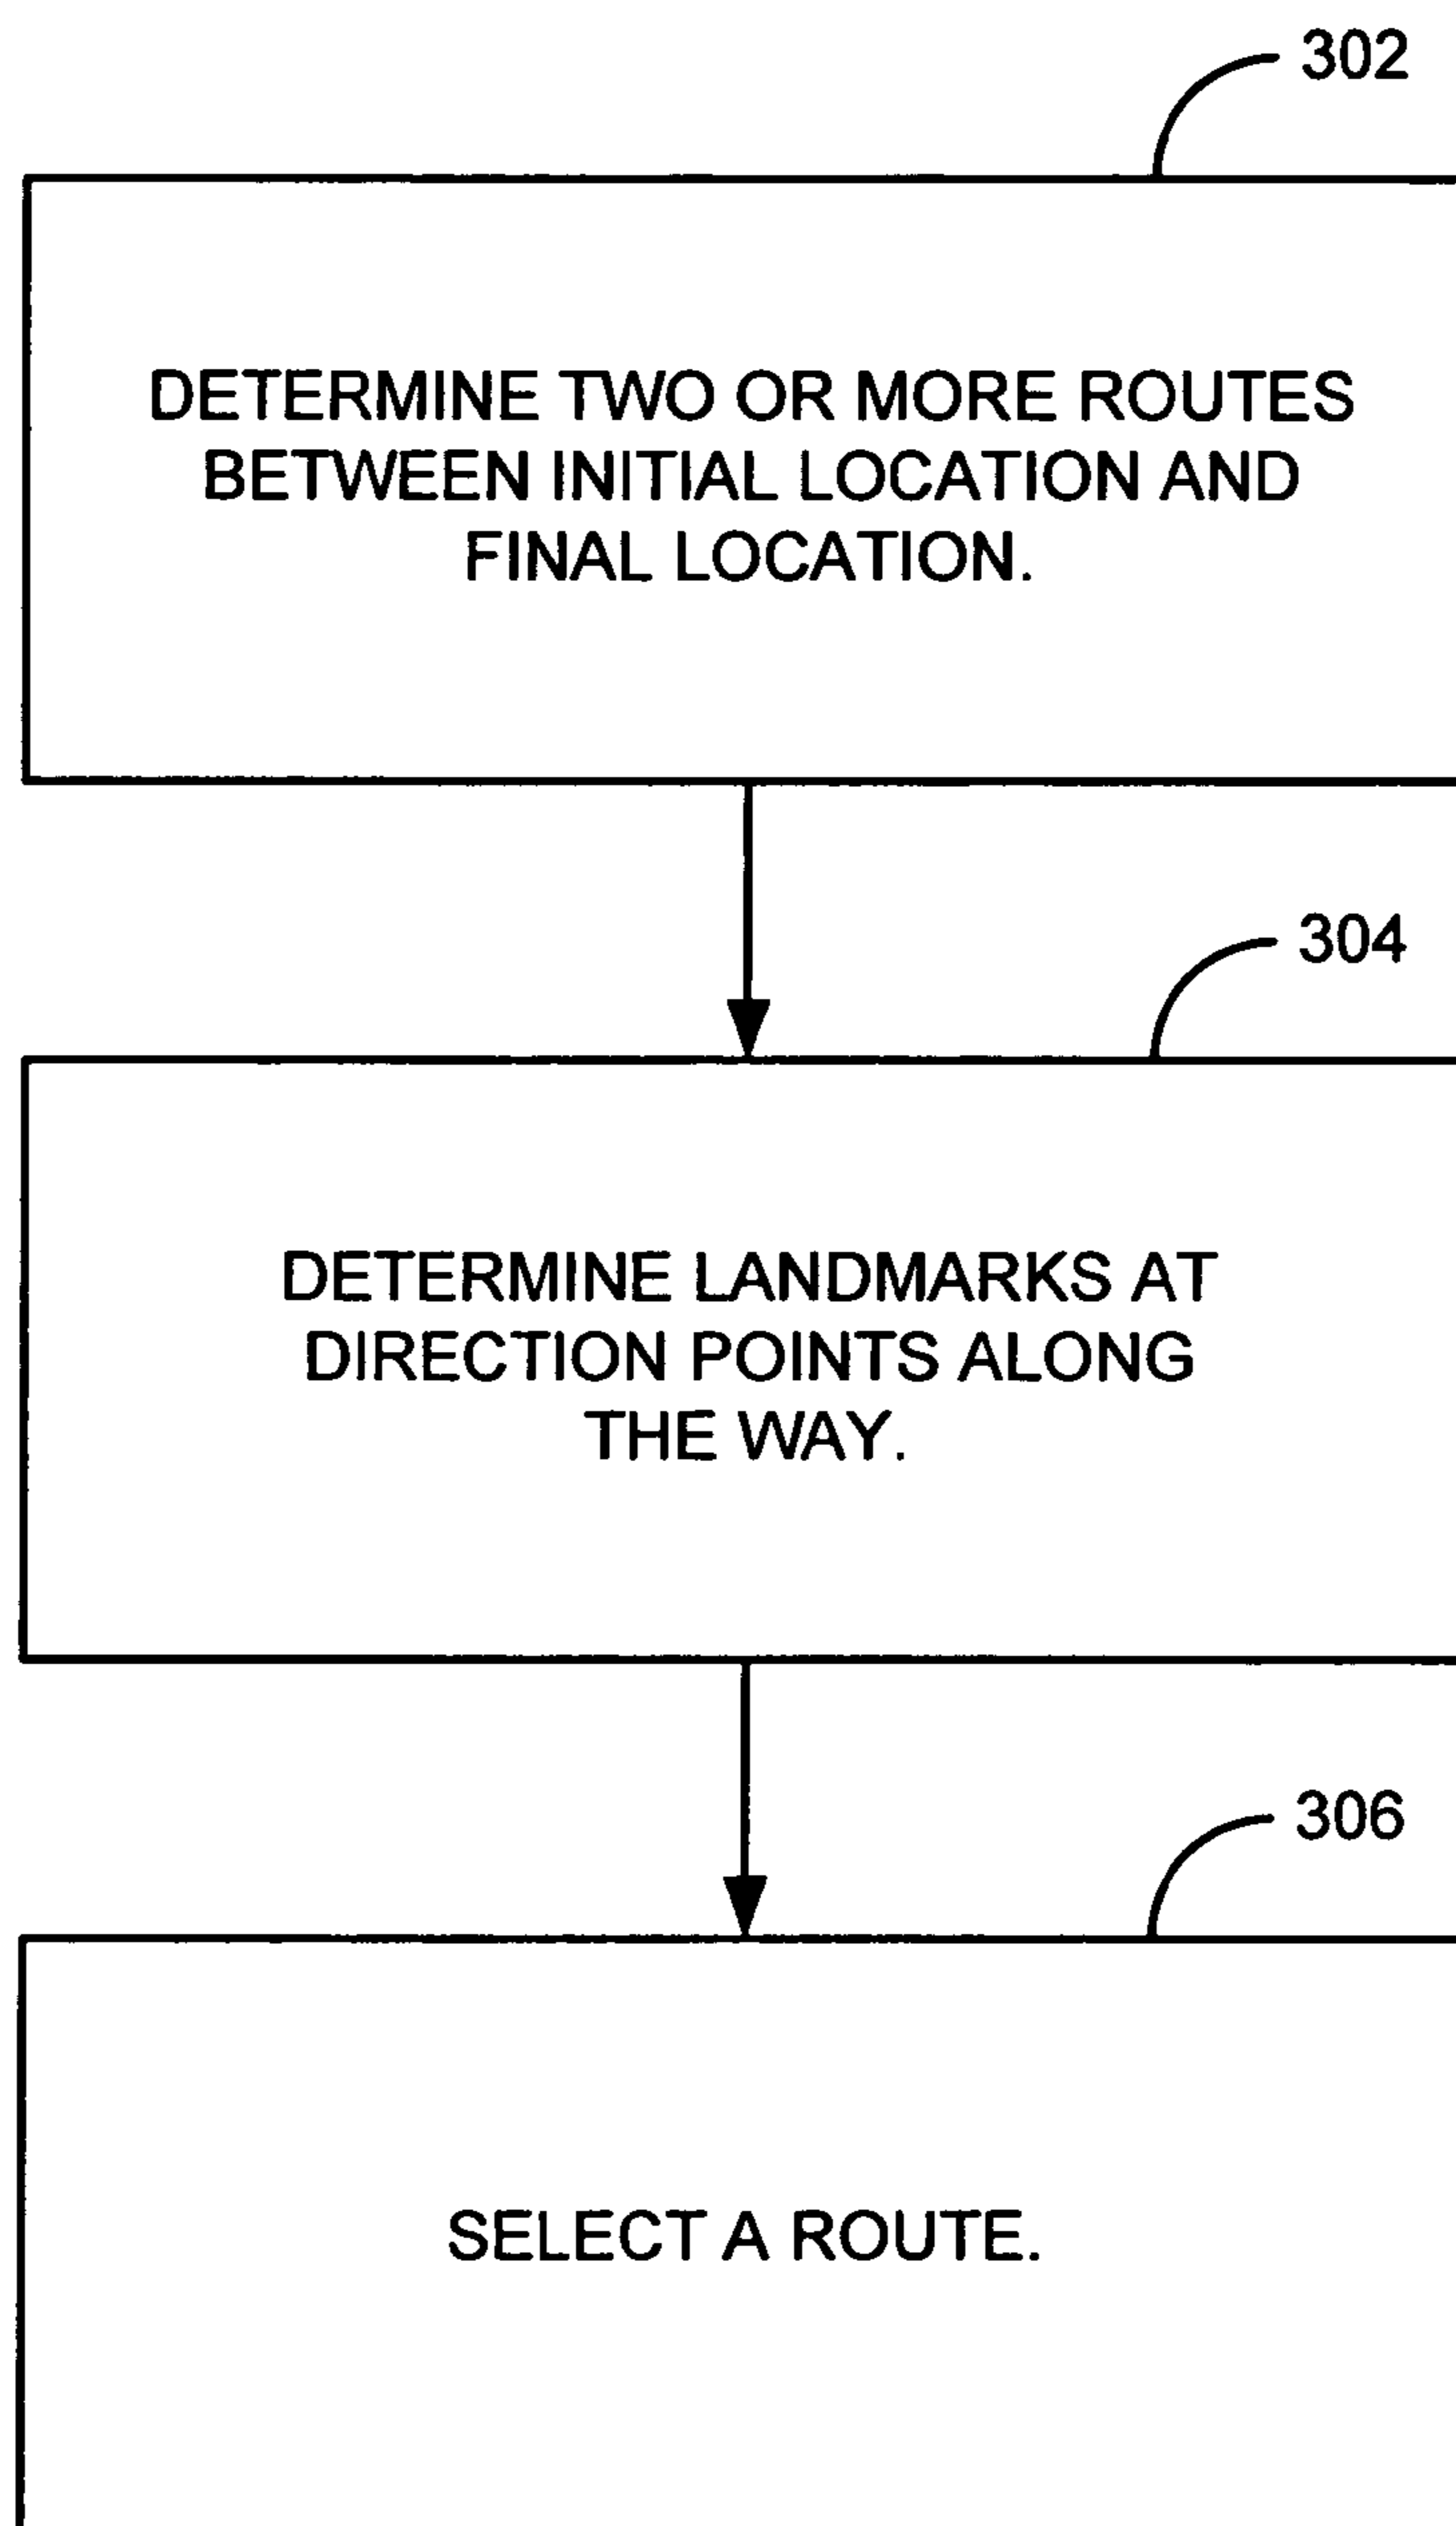 302
DETERMINE TWO OR MORE ROUTES
BETWEEN INITIAL LOCATION AND
FINAL LOCATION.
304
DETERMINE LANDMARKS AT
DIRECTION POINTS ALONG
THE WAY.
306
SELECT A ROUTE.